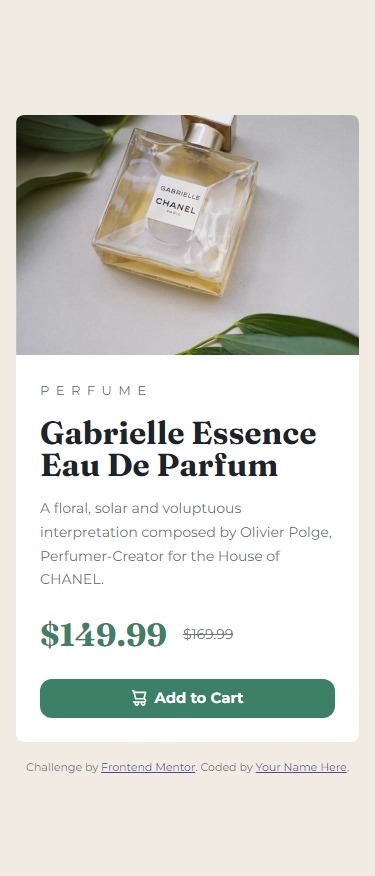 GABRIELLE
CHANEL
PARIS
PERFUME
Gabrielle Essence
Eau De Parfum
A floral, solar and voluptuous
interpretation composed by Olivier Polge,
Perfumer-Creator for the House of
CHANEL.
$149.99 $169.99
Add to Cart
Challenge by Frontend Mentor. Coded by Your Name Here.